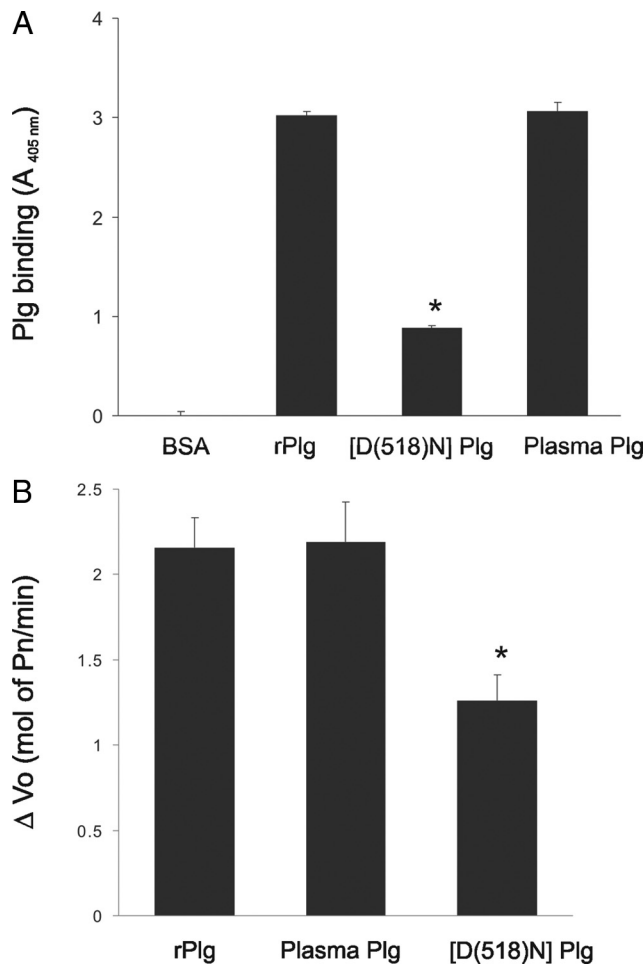 A
Plg binding (A 405 nm)
4
3
2
1
0
*
BSA rPlg [D(518)N] Plg Plasma Plg
B
Δ Vo (mol of Pn/min)
2.5
2
1.5
1
0.5
0
*
rPlg Plasma Plg [D(518)N] Plg